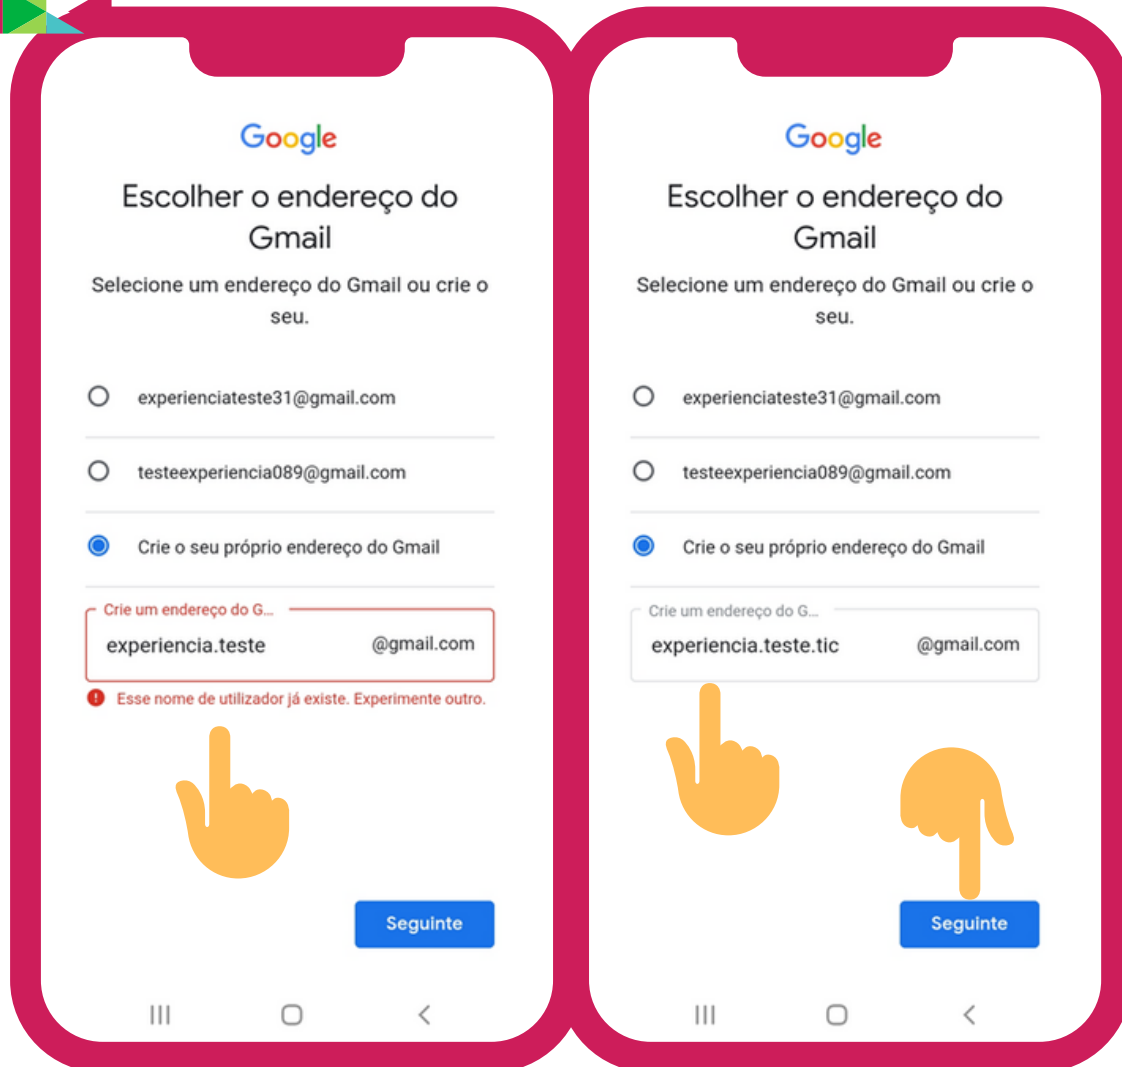 Google
Escolher o endereço do
Gmail
Selecione um endereço do Gmail ou crie o
seu.
experienciateste31@gmail.com
testeexperiencia089@gmail.com
Crie o seu próprio endereço do Gmail
Crie um endereço do G...
experiencia.teste @gmail.com
Esse nome de utilizador já existe. Experimente outro.
Seguinte
Google
Escolher o endereço do
Gmail
Selecione um endereço do Gmail ou crie o
seu.
experienciateste31@gmail.com
testeexperiencia089@gmail.com
Crie o seu próprio endereço do Gmail
Crie um endereço do G...
experiencia.teste.tic @gmail.com
Seguinte